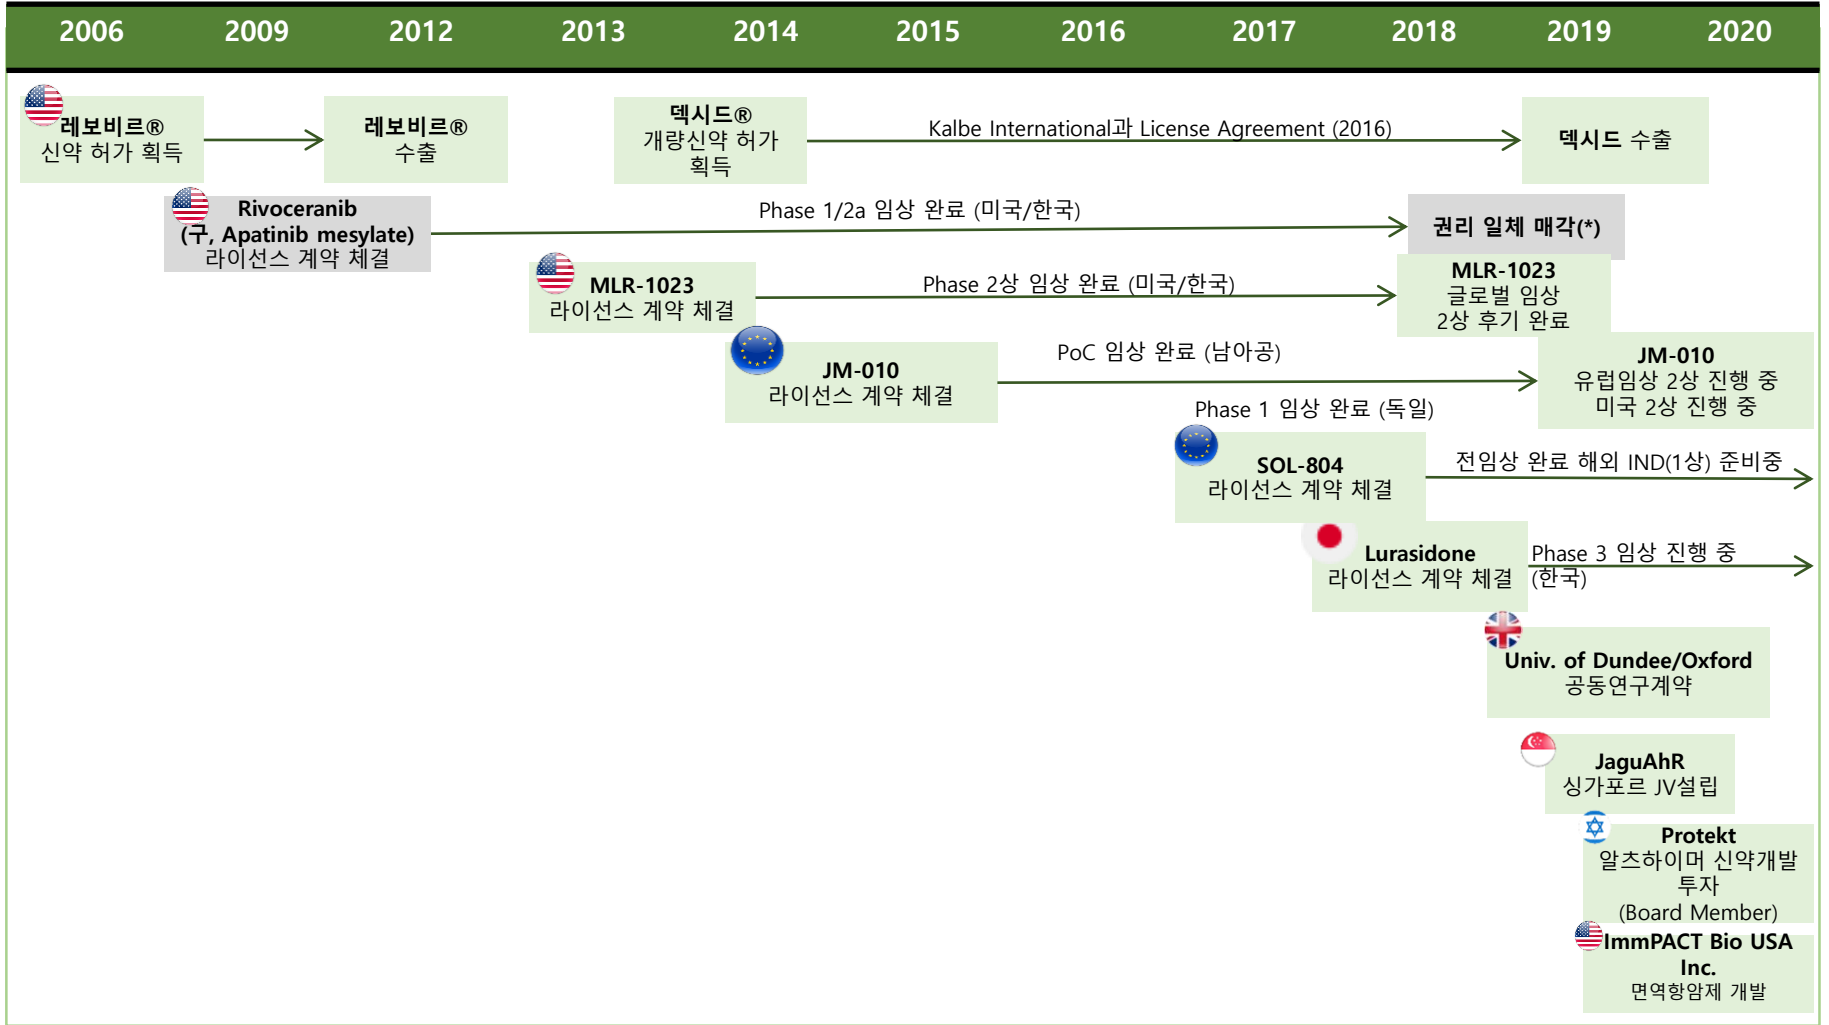 2006 2009 2012 2013 2014 2015 2016 2017 2018 2019 2020
레보비르®
신약 허가 획득
레보비르®
수출
덱시드®
개량신약 허가
획득
Kalbe International과 License Agreement (2016)
덱시드 수출
Rivoceranib
(구, Apatinib mesylate)
라이선스 계약 체결
Phase 1/2a 임상 완료 (미국/한국)
권리 일체 매각(*)
MLR-1023
라이선스 계약 체결
Phase 2상 임상 완료 (미국/한국)
MLR-1023
글로벌 임상
2상 후기 완료
JM-010
라이선스 계약 체결
PoC 임상 완료 (남아공)
JM-010
유럽임상 2상 진행 중
미국 2상 진행 중
Phase 1 임상 완료 (독일)
SOL-804
라이선스 계약 체결
전임상 완료 해외 IND(1상) 준비중
Lurasidone
라이선스 계약 체결
Phase 3 임상 진행 중
(한국)
Univ. of Dundee/Oxford
공동연구계약
JaguAhR
싱가포르 JV설립
Protekt
알츠하이머 신약개발
투자
(Board Member)
ImmPACT Bio USA
Inc.
면역항암제 개발